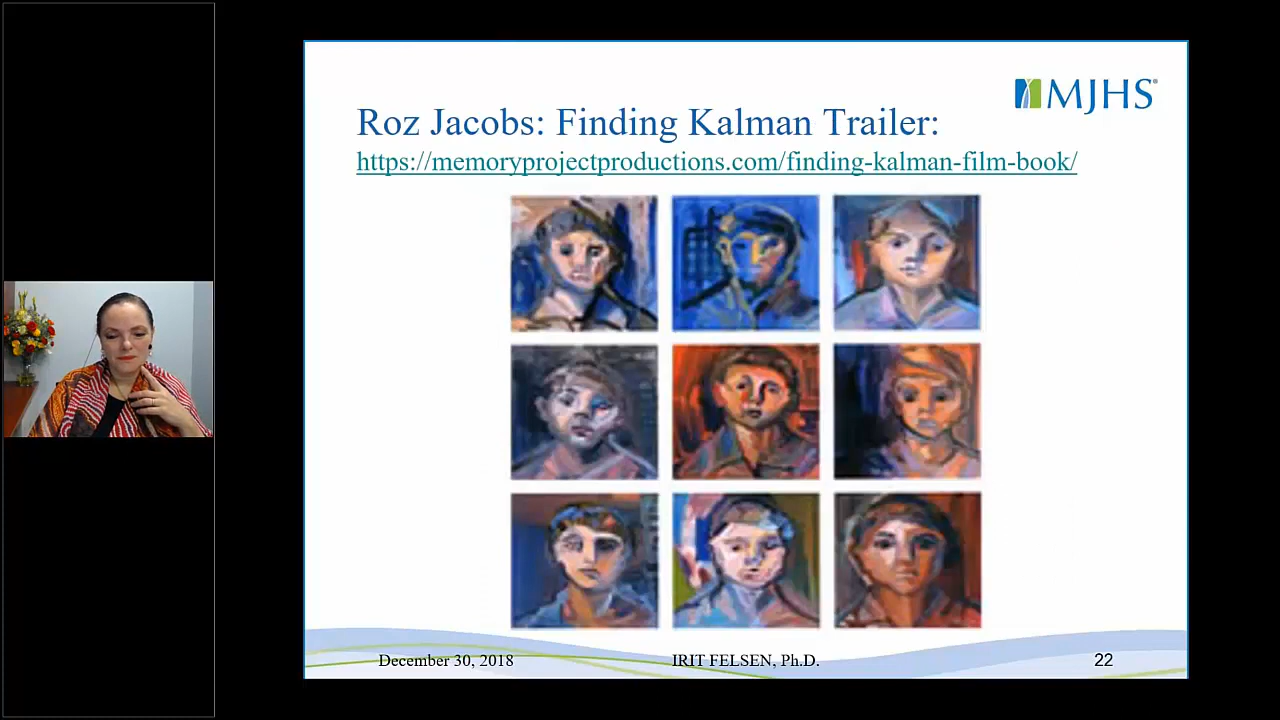 MJHS
Roz Jacobs: Finding Kalman Trailer:
https://memoryprojectproductions.com/finding-kalman-film-book/
December 30, 2018
IRIT FELSEN, Ph.D.
22